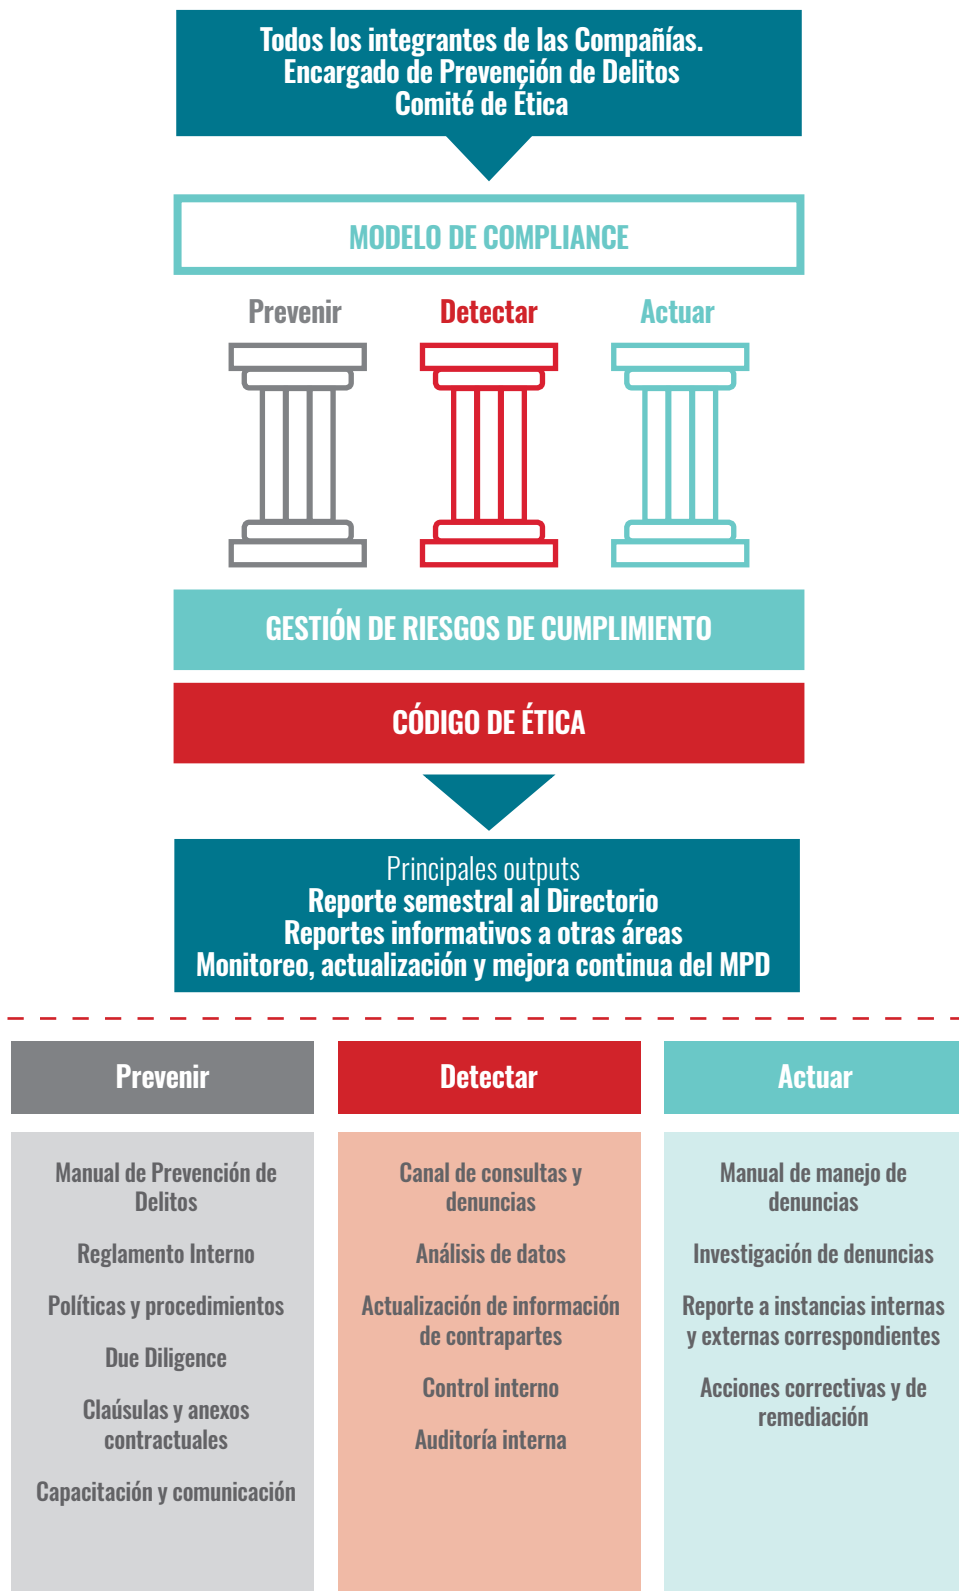 Todos los integrantes de las Compañías.
Encargado de Prevención de Delitos
Comité de Ética
MODELO DE COMPLIANCE
Prevenir
Detectar
Actuar
GESTIÓN DE RIESGOS DE CUMPLIMIENTO
CÓDIGO DE ÉTICA
Principales outputs
Reporte semestral al Directorio
Reportes informativos a otras áreas
Monitoreo, actualización y mejora continua del MPD
Prevenir
Manual de Prevención de
Delitos
Reglamento Interno
Políticas y procedimientos
Due Diligence
Claúsulas y anexos
contractuales
Capacitación y comunicación
Detectar
Canal de consultas y
denuncias
Análisis de datos
Actualización de información
de contrapartes
Control interno
Auditoría interna
Actuar
Manual de manejo de
denuncias
Investigación de denuncias
Reporte a instancias internas
y externas correspondientes
Acciones correctivas y de
remediación